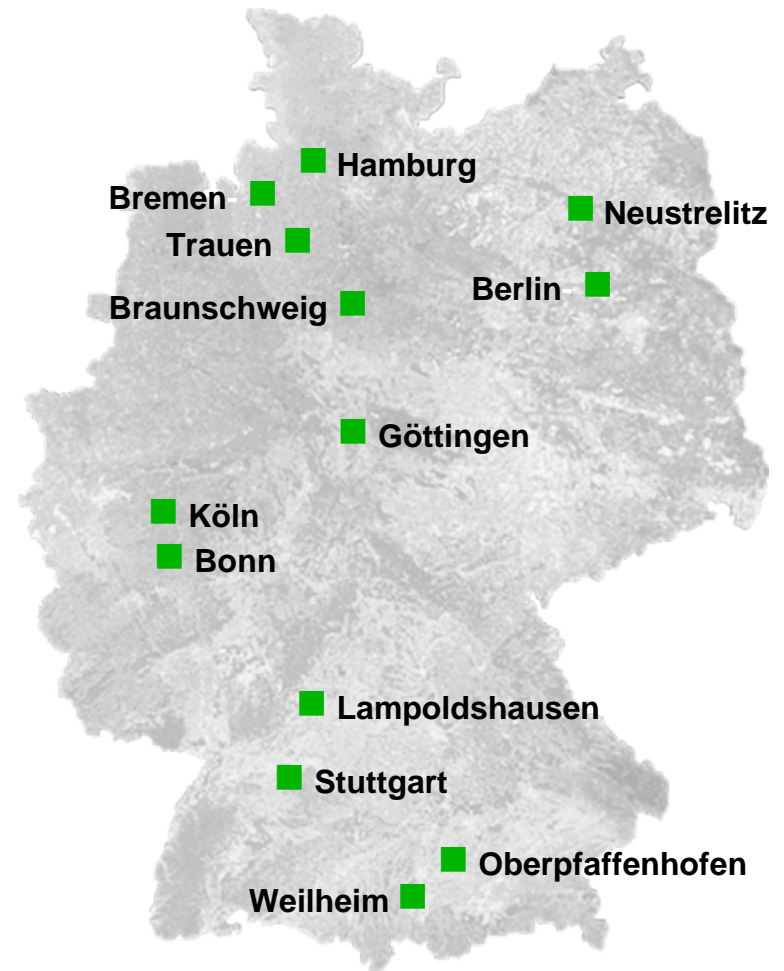 Hamburg
Bremen
Neustrelitz
Trauen
Berlin
Braunschweig
Göttingen
Köln
Bonn
Lampoldshausen
Stuttgart
Oberpfaffenhofen
Weilheim